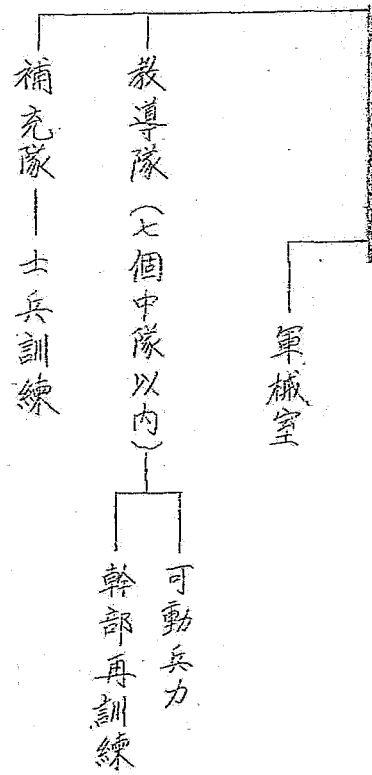 軍械室
教導隊（七個中隊以内）
可動兵力
幹部再訓練
補充隊
士兵訓練